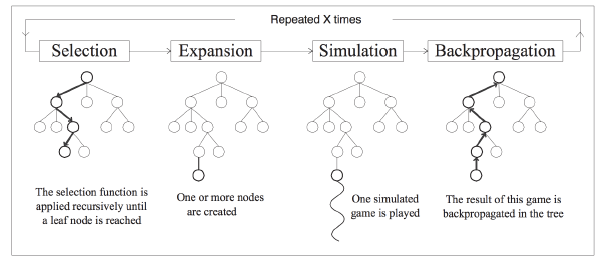 Repeated X times
Selection
Expansion
Simulation
Backpropagation
The selection function is
applied recursively until
a leaf node is reached
One or more nodes
are created
One simulated
game is played
The result of this game is
backpropagated in the tree